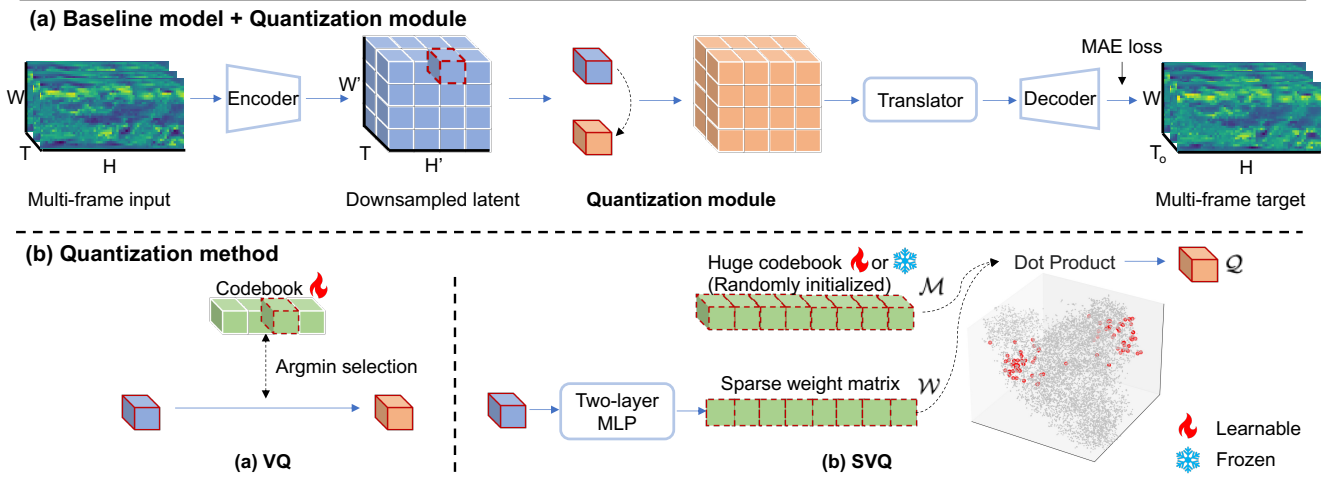 (a) Baseline model + Quantization module
MAE loss
W
T
H
Encoder
W'
T
H'
Translator
Decoder
W
T₀
H
Multi-frame input
Downsampled latent
Quantization module
Multi-frame target
(b) Quantization method
Codebook
Argmin selection
(a) VQ
Huge codebook or
(Randomly initialized)
ℳ
Dot Product
𝒬
Two-layer
MLP
Sparse weight matrix
𝒲
(b) SVQ
Learnable
Frozen